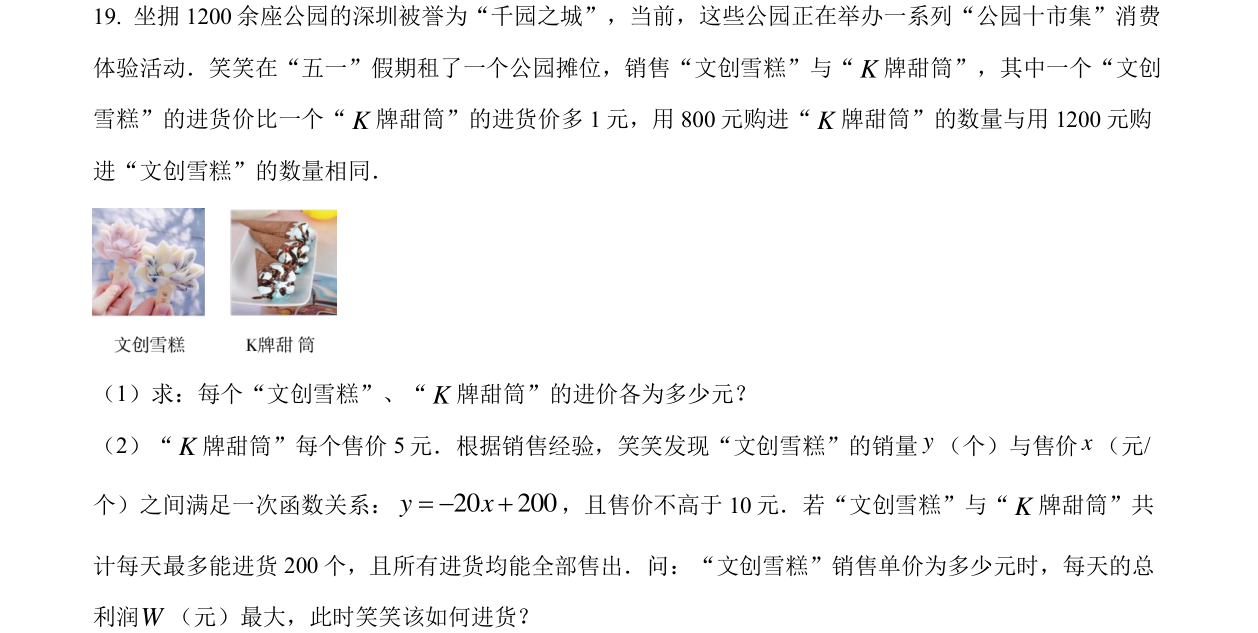 19. 坐拥 1200 余座公园的深圳被誉为“千园之城”，当前，这些公园正在举办一系列“公园十市集”消费
体验活动．笑笑在“五一”假期租了一个公园摊位，销售“文创雪糕”与“K 牌甜筒”，其中一个“文创
雪糕”的进货价比一个“K 牌甜筒”的进货价多 1 元，用 800 元购进“K 牌甜筒”的数量与用 1200 元购
进“文创雪糕”的数量相同．
文创雪糕 K牌甜 筒
（1）求：每个“文创雪糕”、“K 牌甜筒”的进价各为多少元？
（2）“K 牌甜筒”每个售价 5 元．根据销售经验，笑笑发现“文创雪糕”的销量 y（个）与售价 x（元/
个）之间满足一次函数关系：y＝−20x＋200，且售价不高于 10 元．若“文创雪糕”与“K 牌甜筒”共
计每天最多能进货 200 个，且所有进货均能全部售出．问：“文创雪糕”销售单价为多少元时，每天的总
利润W（元）最大，此时笑笑该如何进货？